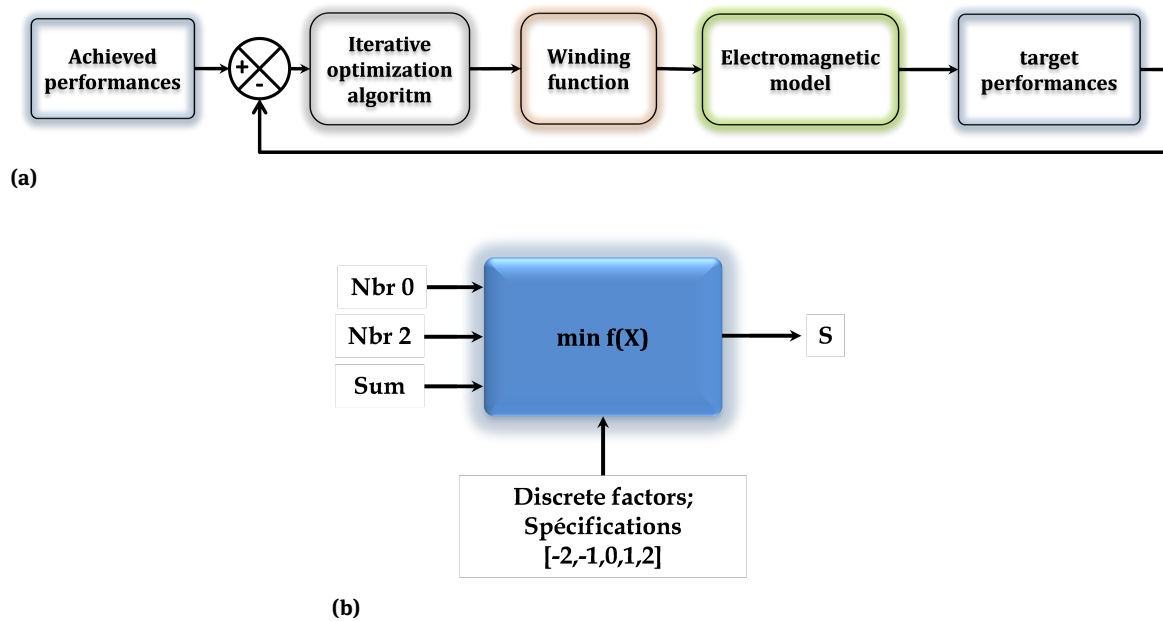 Achieved
performances
+
-
Iterative
optimization
algoritm
Winding
function
Electromagnetic
model
target
performances
(a)
Nbr 0
Nbr 2
Sum
min f(X)
S
Discrete factors;
Spécifications
[-2,-1,0,1,2]
(b)